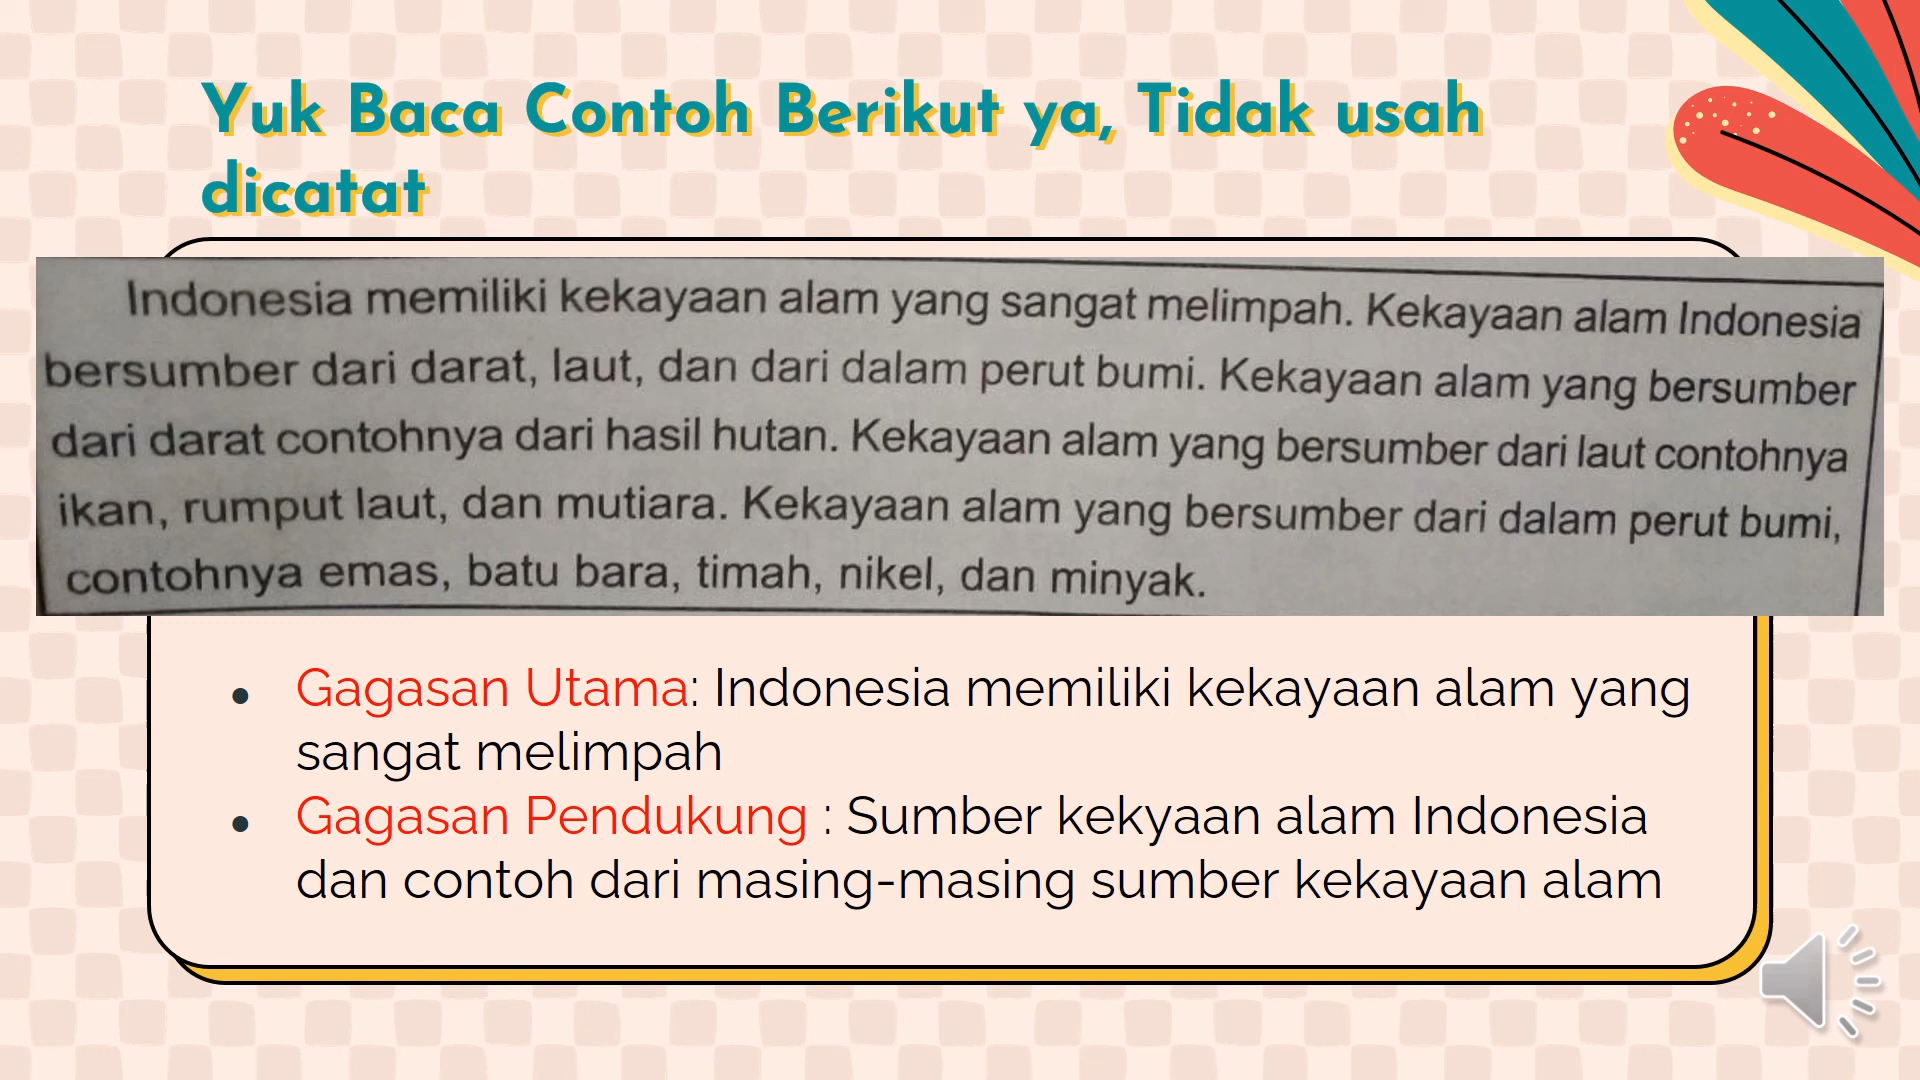 Yuk Baca Contoh Berikut ya, Tidak usah
dicatat
Indonesia memiliki kekayaan alam yang sangat melimpah. Kekayaan alam Indonesia
bersumber dari darat, laut, dan dari dalam perut bumi. Kekayaan alam yang bersumber
dari darat contohnya dari hasil hutan. Kekayaan alam yang bersumber dari laut contohnya
ikan, rumput laut, dan mutiara. Kekayaan alam yang bersumber dari dalam perut bumi,
contohnya emas, batu bara, timah, nikel, dan minyak.
● Gagasan Utama: Indonesia memiliki kekayaan alam yang
sangat melimpah
● Gagasan Pendukung : Sumber kekyaan alam Indonesia
dan contoh dari masing-masing sumber kekayaan alam